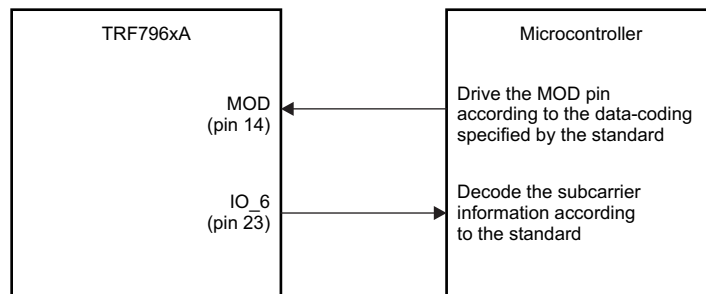 TRF796xA
Microcontroller
MOD
(pin 14)
Drive the MOD pin
according to the data-coding
specified by the standard
IO_6
(pin 23)
Decode the subcarrier
information according
to the standard